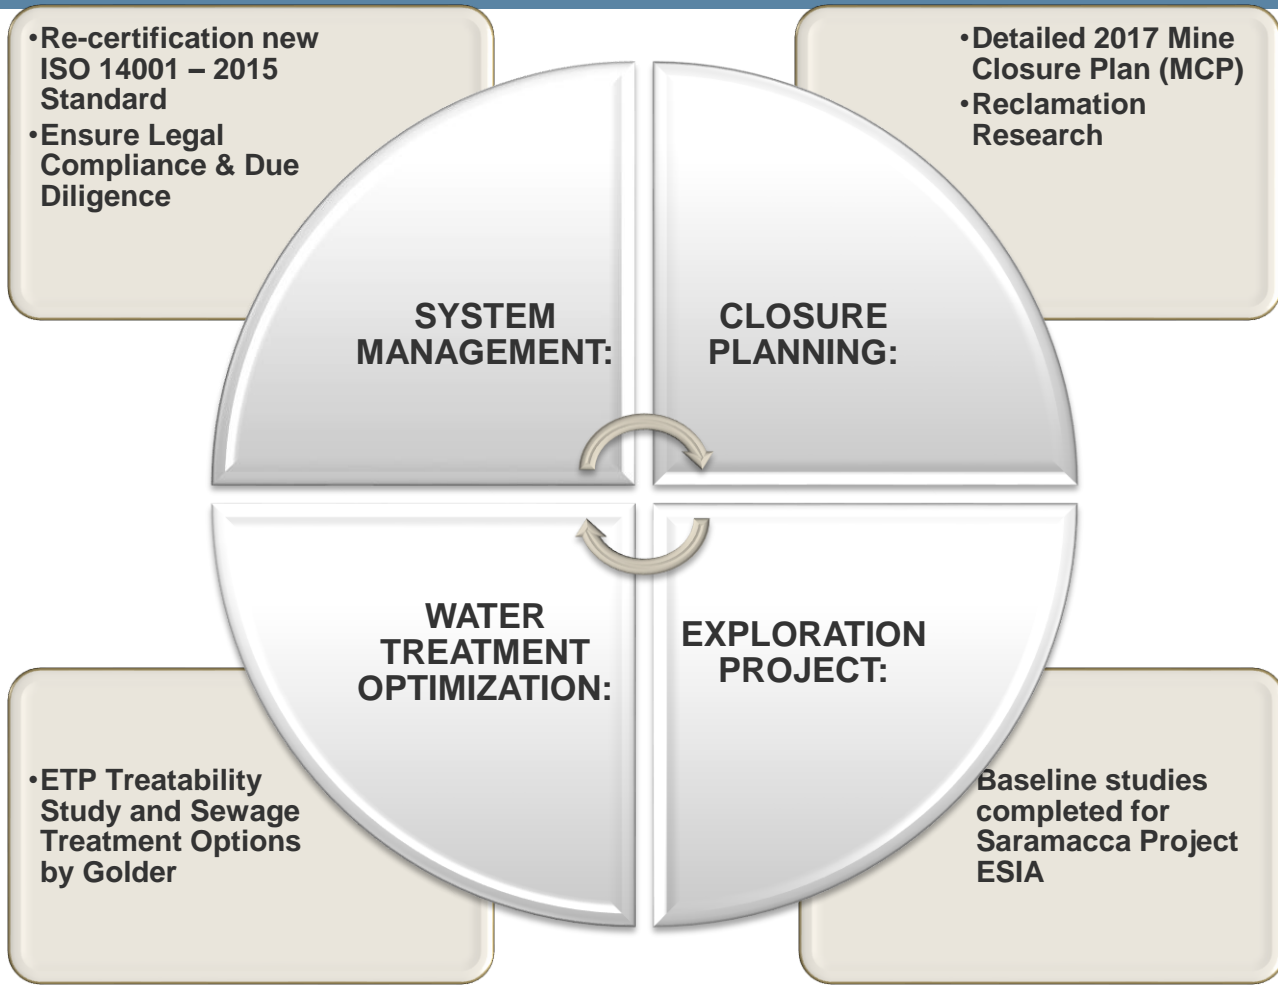 •Re-certification new
ISO 14001 – 2015
Standard
•Ensure Legal
Compliance & Due
Diligence
•Detailed 2017 Mine
Closure Plan (MCP)
•Reclamation
Research
SYSTEM
MANAGEMENT:
CLOSURE
PLANNING:
WATER
TREATMENT
OPTIMIZATION:
EXPLORATION
PROJECT:
•ETP Treatability
Study and Sewage
Treatment Options
by Golder
Baseline studies
completed for
Saramacca Project
ESIA